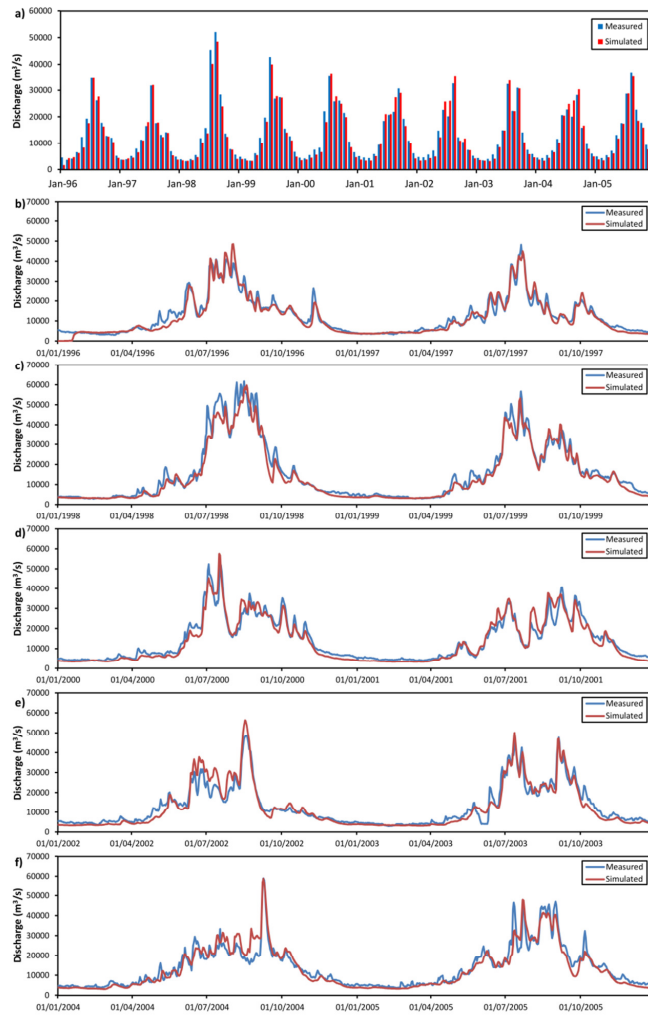 a)
Discharge (m³/s)
60000
50000
40000
30000
20000
10000
0
Measured
Simulated
Jan-96 Jan-97 Jan-98 Jan-99 Jan-00 Jan-01 Jan-02 Jan-03 Jan-04 Jan-05
b)
Discharge (m³/s)
70000
60000
50000
40000
30000
20000
10000
0
Measured
Simulated
01/01/1996 01/04/1996 01/07/1996 01/10/1996 01/01/1997 01/04/1997 01/07/1997 01/10/1997
c)
Discharge (m³/s)
70000
60000
50000
40000
30000
20000
10000
0
Measured
Simulated
01/01/1998 01/04/1998 01/07/1998 01/10/1998 01/01/1999 01/04/1999 01/07/1999 01/10/1999
d)
Discharge (m³/s)
70000
60000
50000
40000
30000
20000
10000
0
Measured
Simulated
01/01/2000 01/04/2000 01/07/2000 01/10/2000 01/01/2001 01/04/2001 01/07/2001 01/10/2001
e)
Discharge (m³/s)
70000
60000
50000
40000
30000
20000
10000
0
Measured
Simulated
01/01/2002 01/04/2002 01/07/2002 01/10/2002 01/01/2003 01/04/2003 01/07/2003 01/10/2003
f)
Discharge (m³/s)
70000
60000
50000
40000
30000
20000
10000
0
Measured
Simulated
01/01/2004 01/04/2004 01/07/2004 01/10/2004 01/01/2005 01/04/2005 01/07/2005 01/10/2005